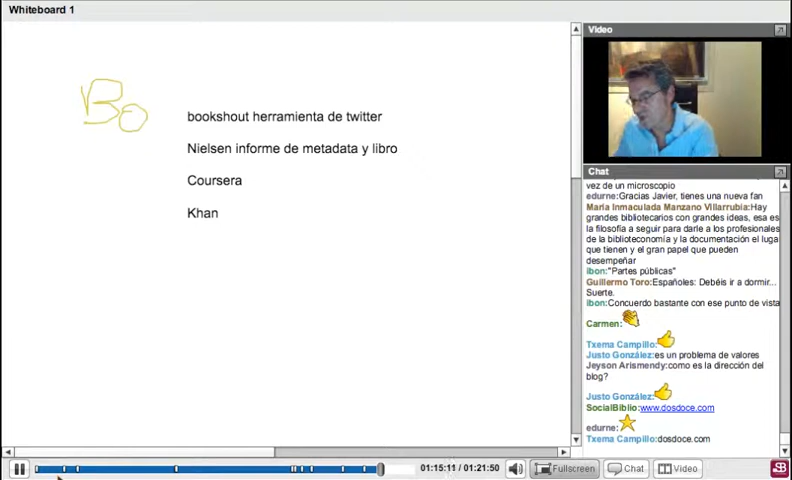 Whiteboard 1
Bo
bookshout herramienta de twitter
Nielsen informe de metadata y libro
Coursera
Khan
Video
Chat
vez de un microscopio
edurne:Gracias Javier, tienes una nueva fan
Maria Inmaculada Manzano Villarrubia:Hay
grandes bibliotecarios con grandes ideas, esa es
la filosofía a seguir para darle a los profesionales
de la biblioteconomía y la documentación el luga
que tienen y el gran papel que pueden
desempeñar
ibon:"Partes públicas"
Guillermo Toro:Españoles: Debéis ir a dormir...
Suerte.
ibon:Concuerdo bastante con ese punto de vista
Carmen:
Txema Campillo:
Justo González:es un problema de valores
Jeyson Arismendy:como es la dirección del
blog?
Justo González:
SocialBiblio:www.dosdoce.com
edurne:
Txema Campillo:dosdoce.com
01:15:11 / 01:21:50
Fullscreen
Chat
Video
SB